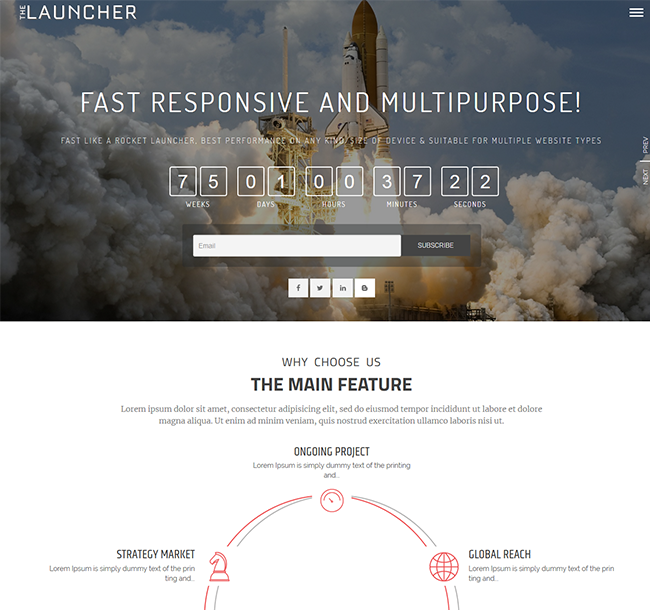 THE LAUNCHER
FAST RESPONSIVE AND MULTIPURPOSE!
FAST LIKE A ROCKET LAUNCHER, BEST PERFORMANCE ON ANY KIND/SIZE OF DEVICE & SUITABLE FOR MULTIPLE WEBSITE TYPES
PREV
NEXT
75 01 00 37 22
WEEKS DAYS HOURS MINUTES SECONDS
Email SUBSCRIBE
WHY CHOOSE US
THE MAIN FEATURE
Lorem ipsum dolor sit amet, consectetur adipisicing elit, sed do eiusmod tempor incididunt ut labore et dolore
magna aliqua. Ut enim ad minim veniam, quis nostrud exercitation ullamco laboris nisi ut.
ONGOING PROJECT
Lorem Ipsum is simply dummy text of the printing
and...
STRATEGY MARKET
Lorem Ipsum is simply dummy text of the prin
ting and...
GLOBAL REACH
Lorem Ipsum is simply dummy text of the prin
ting and...